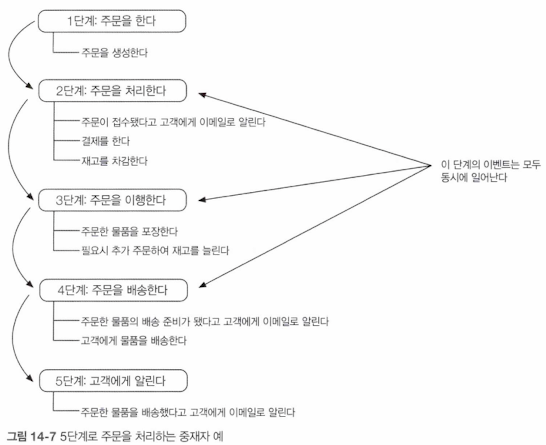 1단계: 주문을 한다
주문을 생성한다
2단계: 주문을 처리한다
주문이 접수됐다고 고객에게 이메일로 알린다
결제를 한다
재고를 차감한다
이 단계의 이벤트는 모두
동시에 일어난다
3단계: 주문을 이행한다
주문한 물품을 포장한다
필요시 추가 주문하여 재고를 늘린다
4단계: 주문을 배송한다
주문한 물품의 배송 준비가 됐다고 고객에게 이메일로 알린다
고객에게 물품을 배송한다
5단계: 고객에게 알린다
주문한 물품을 배송했다고 고객에게 이메일로 알린다
그림 14-7 5단계로 주문을 처리하는 중재자 예